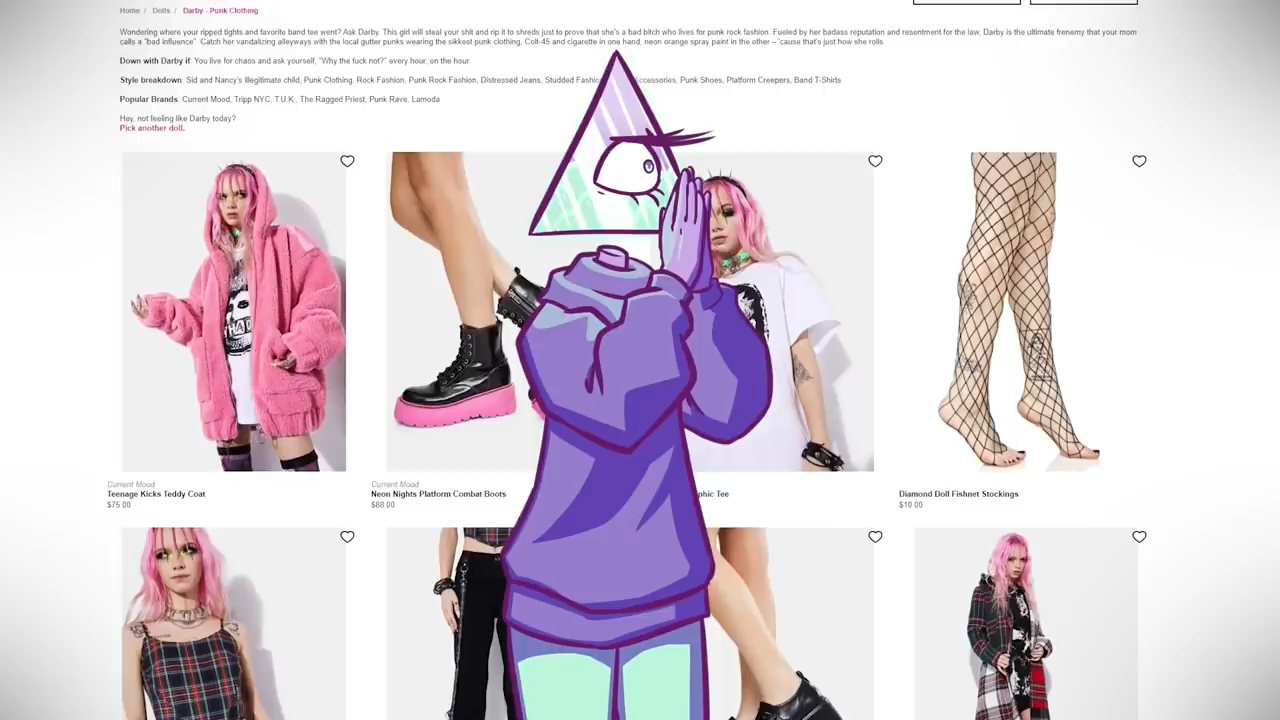 Home / Dolls / Darby - Punk Clothing
Wondering where your ripped tights and favorite band tee went? Ask Darby. This girl will steal your shit and rip it to shreds just to prove that she's a bad bitch who lives for punk rock fashion. Fueled by her badass reputation and resentment for the law, Darby is the ultimate frenemy that your mom
calls a "bad influence" Catch her vandalizing alleyways with the local gutter punks wearing the sikkest punk clothing, Colt-45 and cigarette in one hand, neon orange spray paint in the other – 'cause that's just how she rolls.
Down with Darby if: You live for chaos and ask yourself, "Why the fuck not?" every hour, on the hour.
Style breakdown: Sid and Nancy's illegitimate child, Punk Clothing, Rock Fashion, Punk Rock Fashion, Distressed Jeans, Studded Accessories, Punk Shoes, Platform Creepers, Band T-Shirts
Popular Brands: Current Mood, Tripp NYC, T.U.K., The Ragged Priest, Punk Rave, Lamoda
Hey, not feeling like Darby today?
Pick another doll.
Current Mood
Teenage Kicks Teddy Coat
$75.00
Current Mood
Neon Nights Platform Combat Boots
$88.00
Tee
Diamond Doll Fishnet Stockings
$10.00